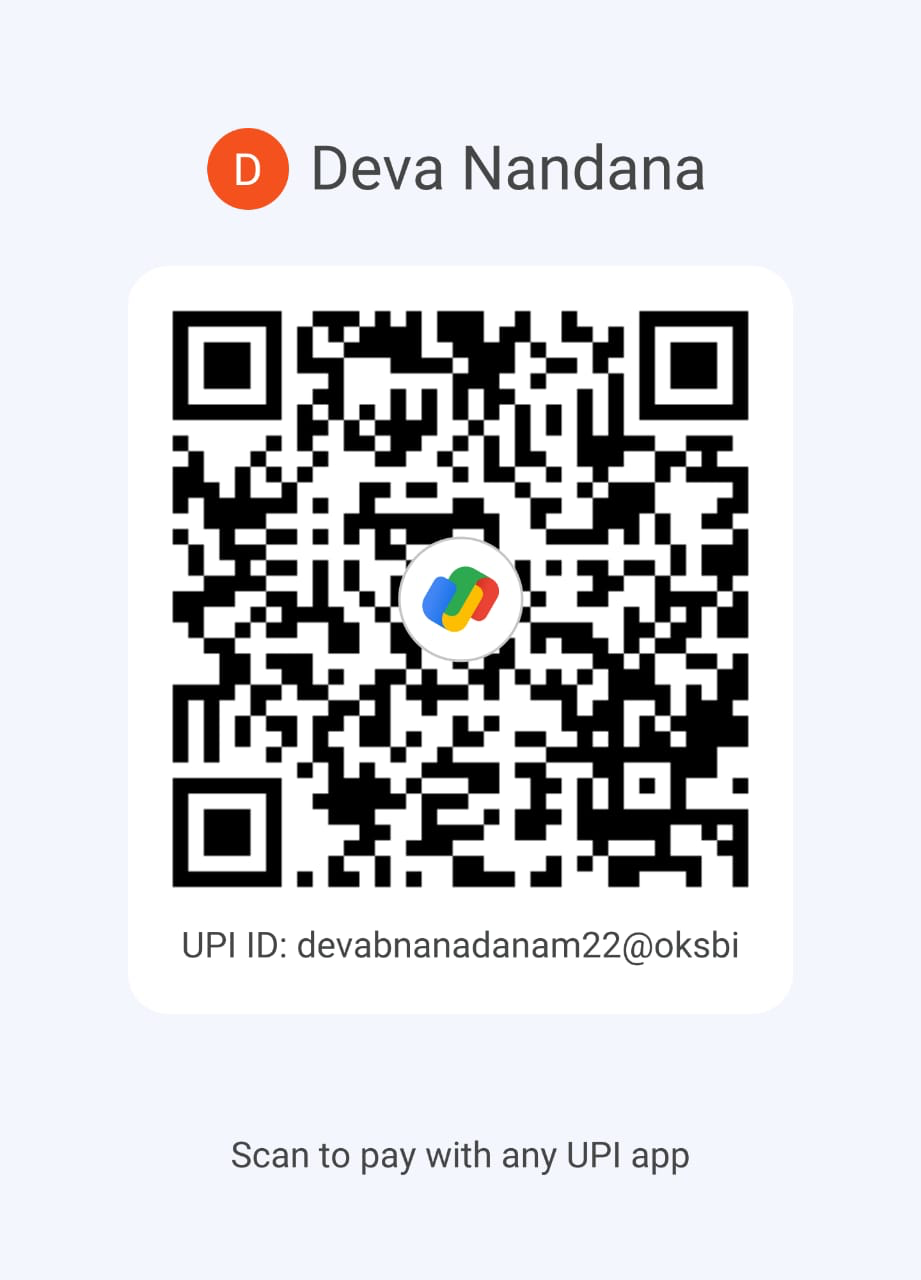 D Deva Nandana
UPI ID: devabnanadanam22@oksbi
Scan to pay with any UPI app